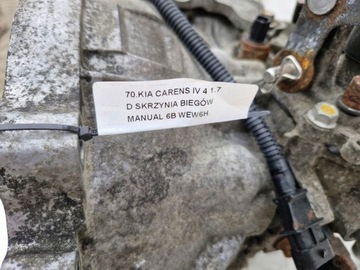 70.KIA CARENS IV 4 1.7
D SKRZYNIA BIEGÓW
MANUAL 6B WEW6H